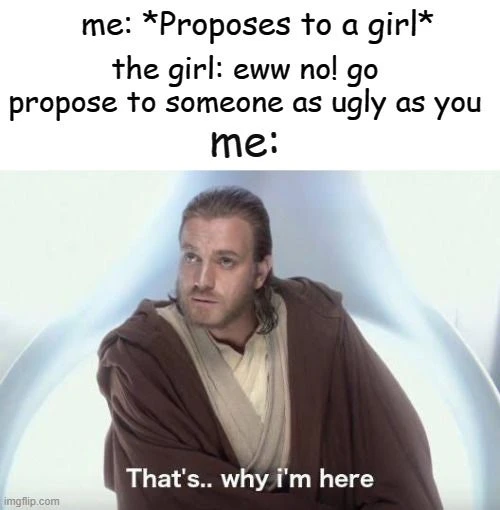 me: *Proposes to a girl*
the girl: eww no! go
propose to someone as ugly as you
me:
That's.. why i'm here
imgflip.com